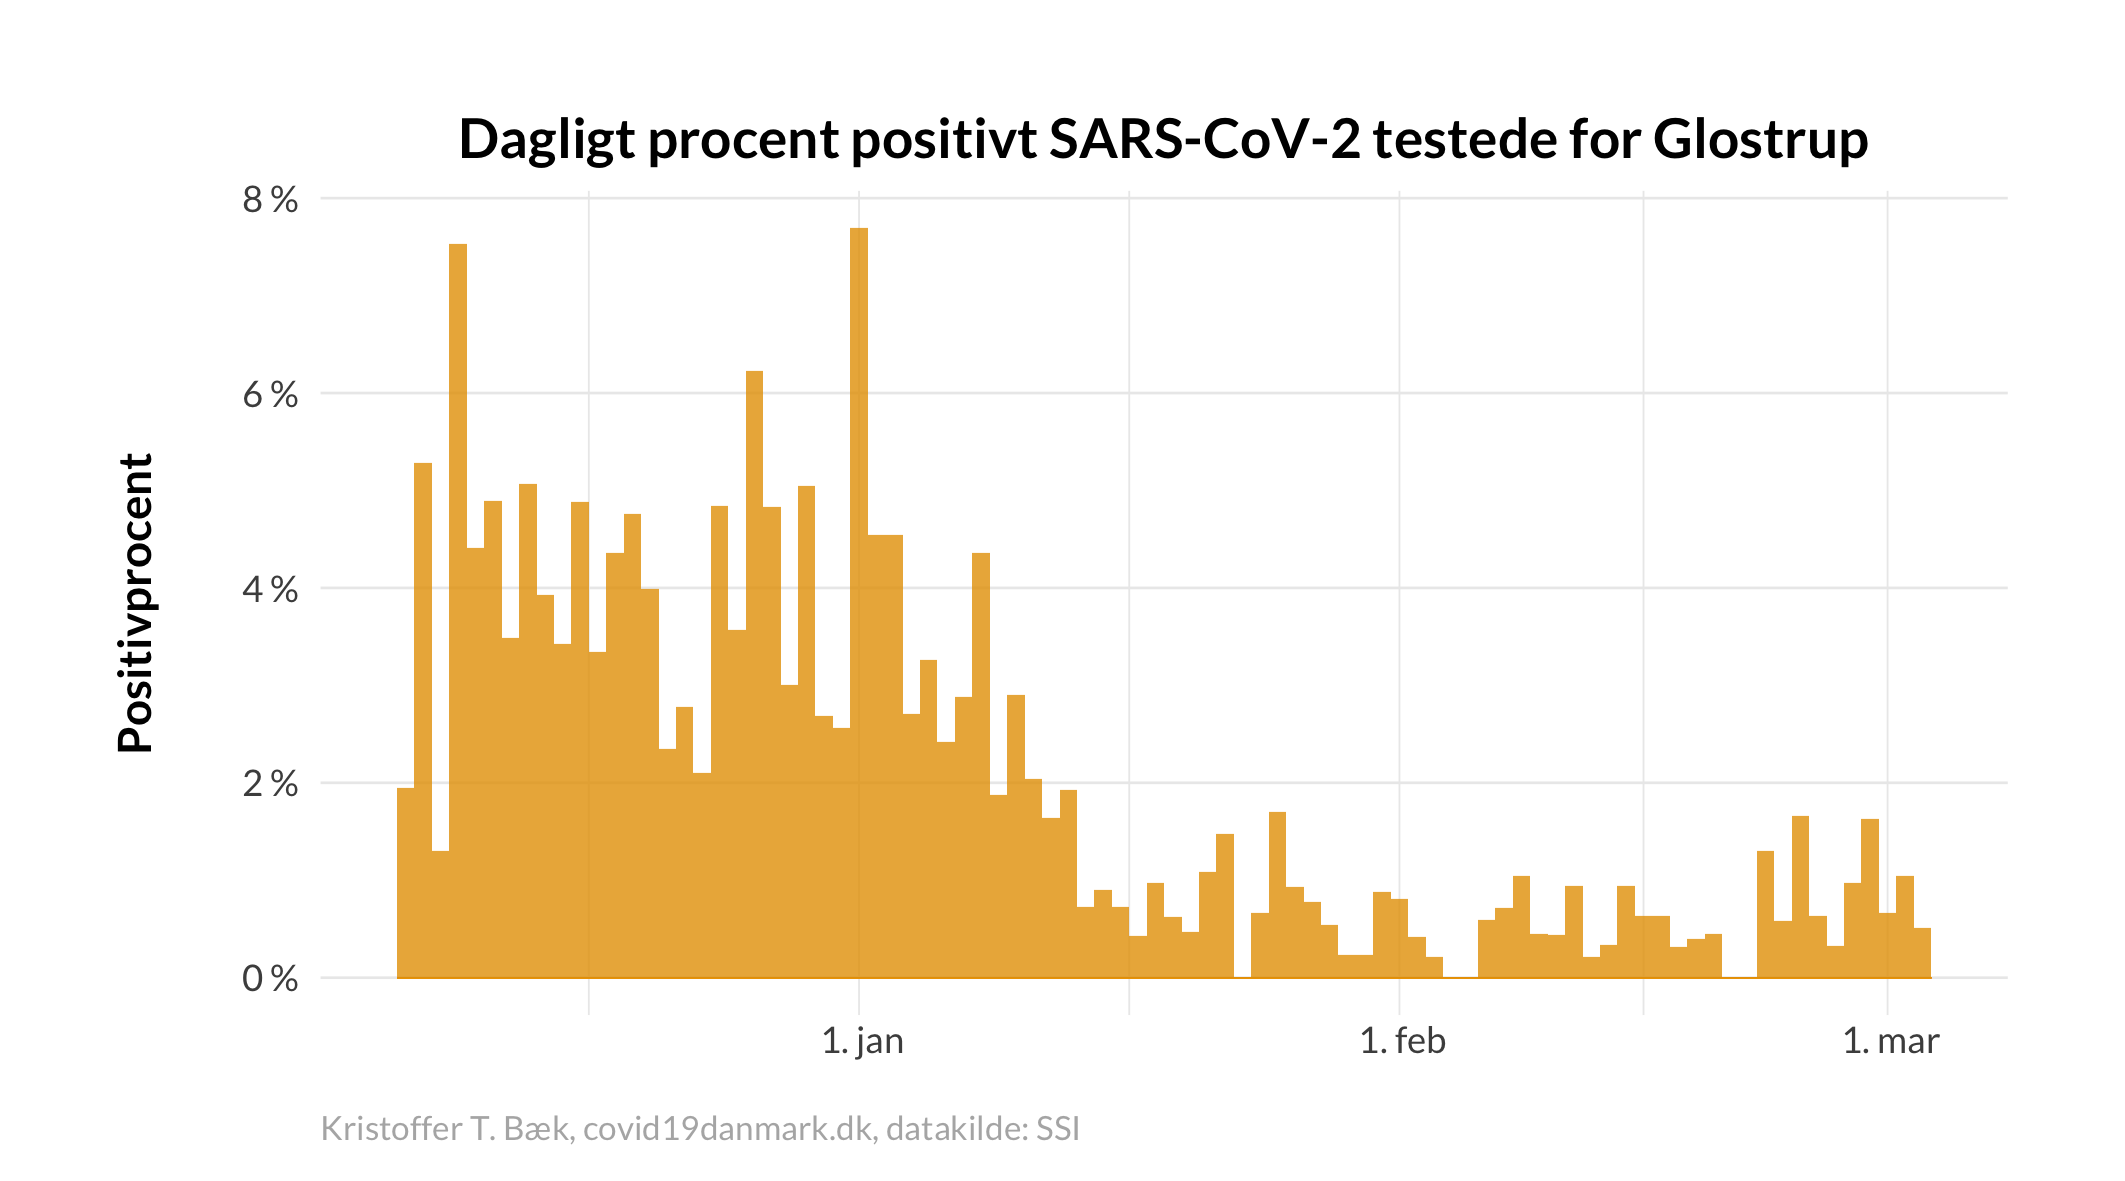 Dagligt procent positivt SARS-CoV-2 testede for Glostrup
Positivprocent
8 %
6 %
4 %
2 %
0 %
1. jan
1. feb
1. mar
Kristoffer T. Bæk, covid19danmark.dk, datakilde: SSI